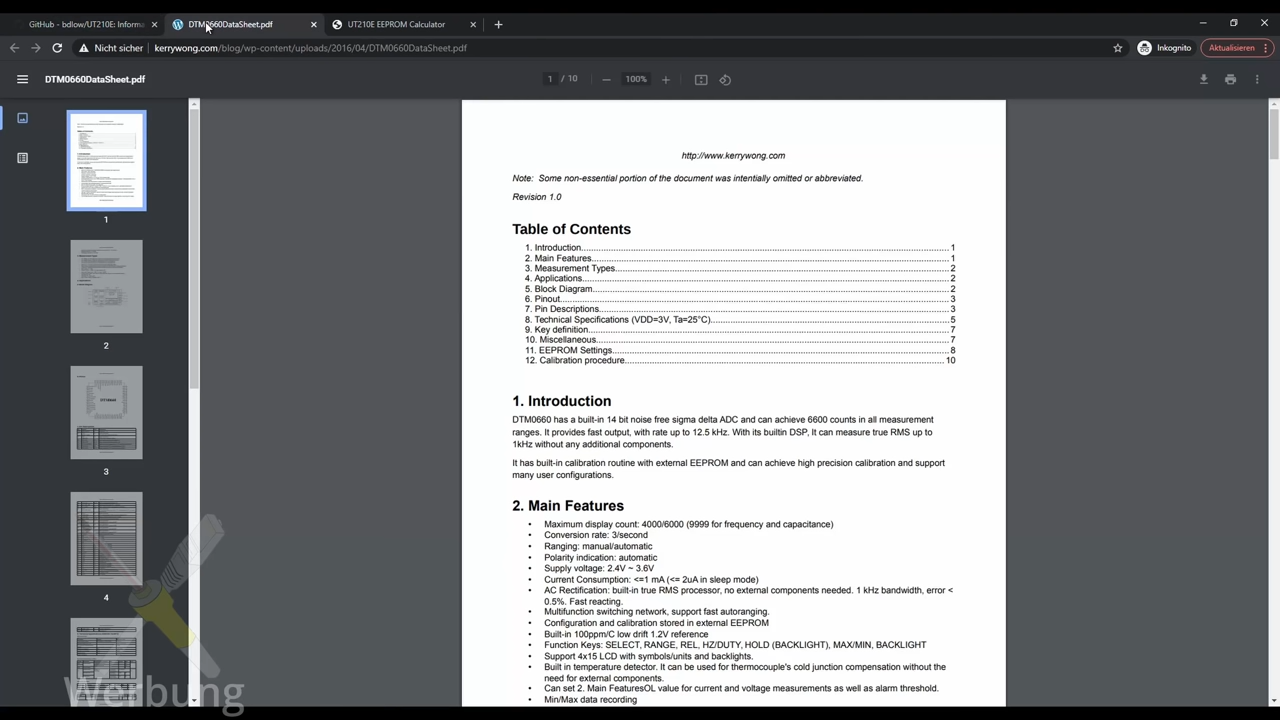 GitHub - bdlow/UT210E: Informa
DTM0660DataSheet.pdf
UT210E EEPROM Calculator
Nicht sicher
kerrywong.com/blog/wp-content/uploads/2016/04/DTM0660DataSheet.pdf
Inkognito
Aktualisieren
DTM0660DataSheet.pdf
1 / 10
100%
1
2
3
4
http://www.kerrywong.com
Note: Some non-essential portion of the document was intentially omitted or abbreviated.
Revision 1.0
Table of Contents
1. Introduction 1
2. Main Features 1
3. Measurement Types 2
4. Applications 2
5. Block Diagram 2
6. Pinout 3
7. Pin Descriptions 3
8. Technical Specifications (VDD=3V, Ta=25°C) 5
9. Key definition 7
10. Miscellaneous 7
11. EEPROM Settings 8
12. Calibration procedure 10
1. Introduction
DTM0660 has a built-in 14 bit noise free sigma delta ADC and can achieve 6600 counts in all measurement
ranges. It provides fast output, with rate up to 12.5 kHz. With its builtin DSP, It can measure true RMS up to
1kHz without any additional components.
It has built-in calibration routine with external EEPROM and can achieve high precision calibration and support
many user configurations.
2. Main Features
• Maximum display count: 4000/6000 (9999 for frequency and capacitance)
• Conversion rate: 3/second
• Ranging: manual/automatic
• Polarity indication: automatic
• Supply voltage: 2.4V ~ 3.6V
• Current Consumption: <=1 mA (<= 2uA in sleep mode)
• AC Rectification: built-in true RMS processor, no external components needed. 1 kHz bandwidth, error <
0.5%. Fast reacting.
• Multifunction switching network, support fast autoranging.
• Configuration and calibration stored in external EEPROM
• Built-in 100ppm/C low drift 1.2V reference
• Function Keys: SELECT, RANGE, REL, HZ/DUTY, HOLD (BACKLIGHT), MAX/MIN, BACKLIGHT
• Support 4x15 LCD with symbols/units and backlights.
• Built in temperature detector. It can be used for thermocouple's cold junction compensation without the
need for external components.
• Can set 2. Main FeaturesOL value for current and voltage measurements as well as alarm threshold.
• Min/Max data recording
Werbung